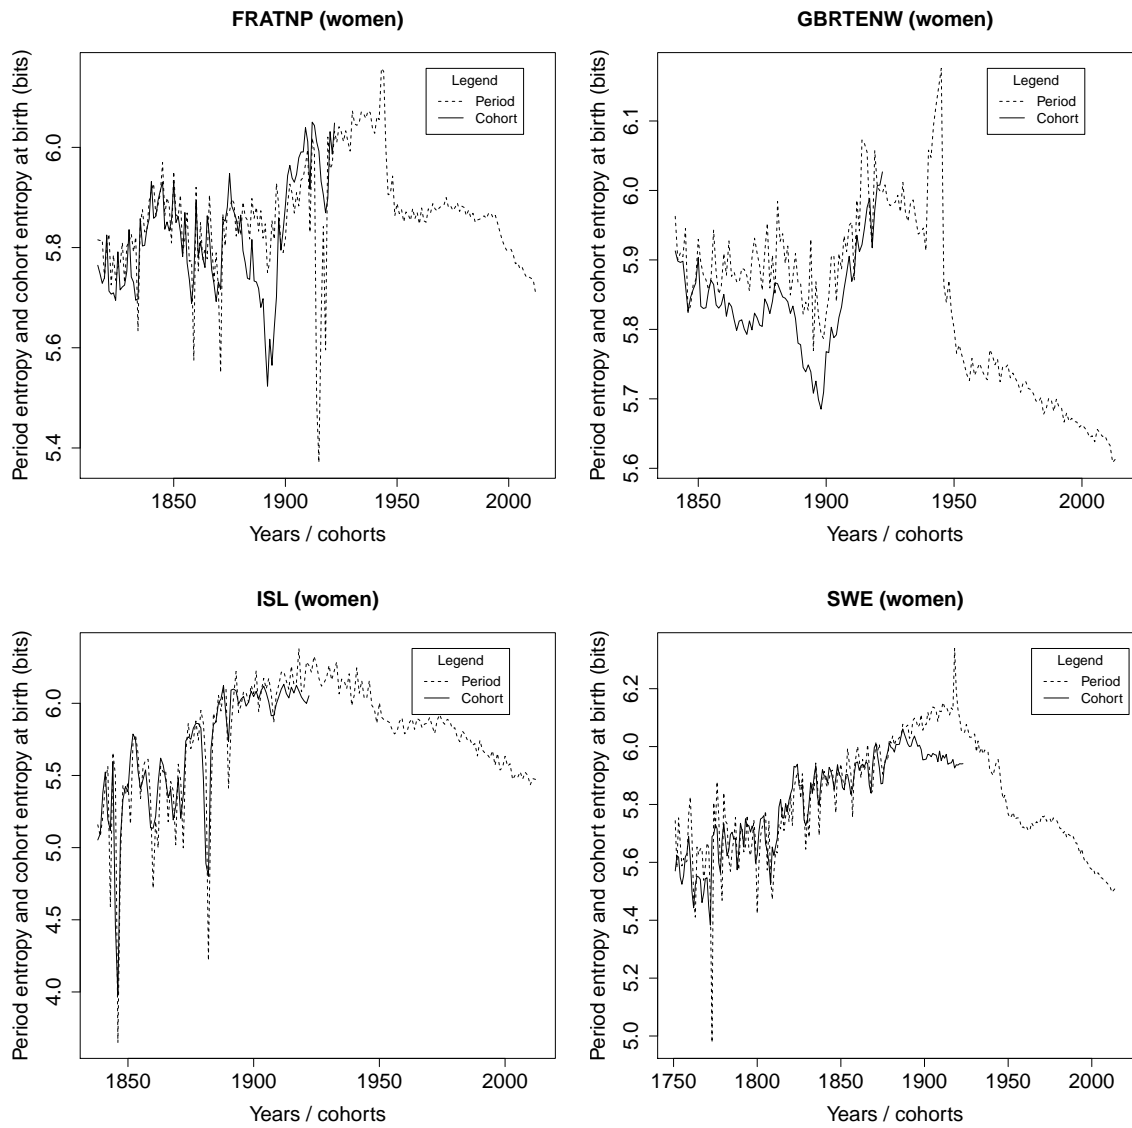 FRATNP (women)
Period entropy and cohort entropy at birth (bits)
6.0
5.8
5.6
5.4
Legend
Period
Cohort
1850 1900 1950 2000
Years / cohorts
GBRTENW (women)
Period entropy and cohort entropy at birth (bits)
6.1
6.0
5.9
5.8
5.7
5.6
Legend
Period
Cohort
1850 1900 1950 2000
Years / cohorts
ISL (women)
Period entropy and cohort entropy at birth (bits)
6.0
5.5
5.0
4.5
4.0
Legend
Period
Cohort
1850 1900 1950 2000
Years / cohorts
SWE (women)
Period entropy and cohort entropy at birth (bits)
6.2
6.0
5.8
5.6
5.4
5.2
5.0
Legend
Period
Cohort
1750 1800 1850 1900 1950 2000
Years / cohorts